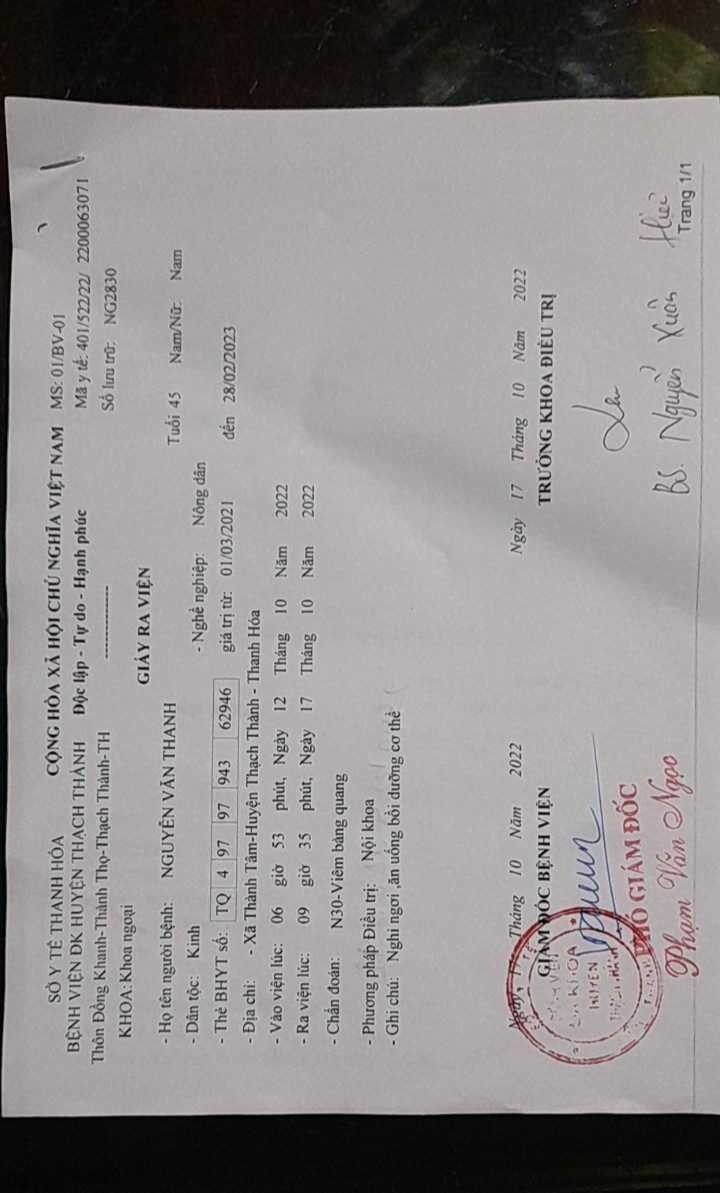 SỞ Y TẾ THANH HÓA CỘNG HÒA XÃ HỘI CHỦ NGHĨA VIỆT NAM MS: 01/BV-01
BỆNH VIỆN ĐK HUYỆN THẠCH THÀNH Độc lập - Tự do - Hạnh phúc Mã y tế: 401/522/22/ 2200063071
Thôn Đồng Khanh-Thành Thọ-Thạch Thành-TH ------------- Số lưu trữ: NG2830
KHOA: Khoa ngoại
GIẤY RA VIỆN
- Họ tên người bệnh: NGUYỄN VĂN THANH Tuổi 45 Nam/Nữ: Nam
- Dân tộc: Kinh - Nghề nghiệp: Nông dân
- Thẻ BHYT số: TQ 4 97 97 943 62946 giá trị từ: 01/03/2021 đến 28/02/2023
- Địa chỉ: - Xã Thành Tâm-Huyện Thạch Thành - Thanh Hóa
- Vào viện lúc: 06 giờ 53 phút, Ngày 12 Tháng 10 Năm 2022
- Ra viện lúc: 09 giờ 35 phút, Ngày 17 Tháng 10 Năm 2022
- Chẩn đoán: N30-Viêm bàng quang
- Phương pháp Điều trị: Nội khoa
- Ghi chú: Nghỉ ngơi ,ăn uống bồi dưỡng cơ thể
Ngày Tháng 10 Năm 2022 Ngày 17 Tháng 10 Năm 2022
GIÁM ĐỐC BỆNH VIỆN TRƯỞNG KHOA ĐIỀU TRỊ
ĐA KHOA
HUYỆN
PHÓ GIÁM ĐỐC
Phạm Văn Ngọc BS. Nguyễn Xuân Hiếu
Trang 1/1